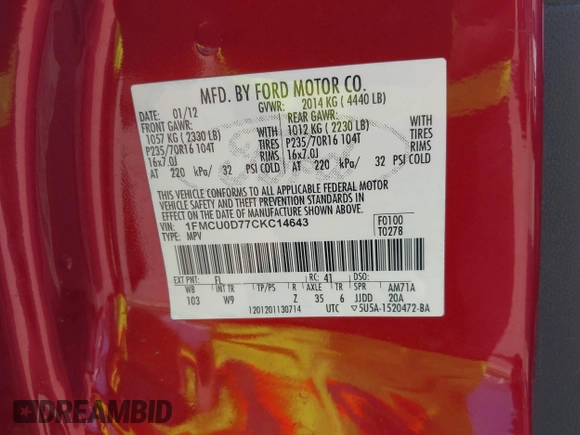 MFD. BY FORD MOTOR CO.
DATE: 01/12 GVWR: 2014 KG ( 4440 LB)
FRONT GAWR: REAR GAWR:
1057 KG ( 2330 LB) WITH 1012 KG ( 2230 LB) WITH
P235/70R16 104T TIRES P235/70R16 104T TIRES
16x7.0J RIMS 16x7.0J RIMS
AT 220 kPa/ 32 PSI COLD AT 220 kPa/ 32 PSI COLD
THIS VEHICLE CONFORMS TO ALL APPLICABLE FEDERAL MOTOR
VEHICLE SAFETY AND THEFT PREVENTION STANDARDS IN
EFFECT ON THE DATE OF MANUFACTURE SHOWN ABOVE.
VIN: 1FMCU0D77CKC14643 F0100
TYPE: MPV T0278
EXT PNT: FL RC: 41 DSO:
WB INT TR TP/PS R AXLE TR SPR AM71A
103 W9 Z 35 6 JJDD 20A
1201201130714 UTC ▽5U5A-1520472-BA
DREAMBID